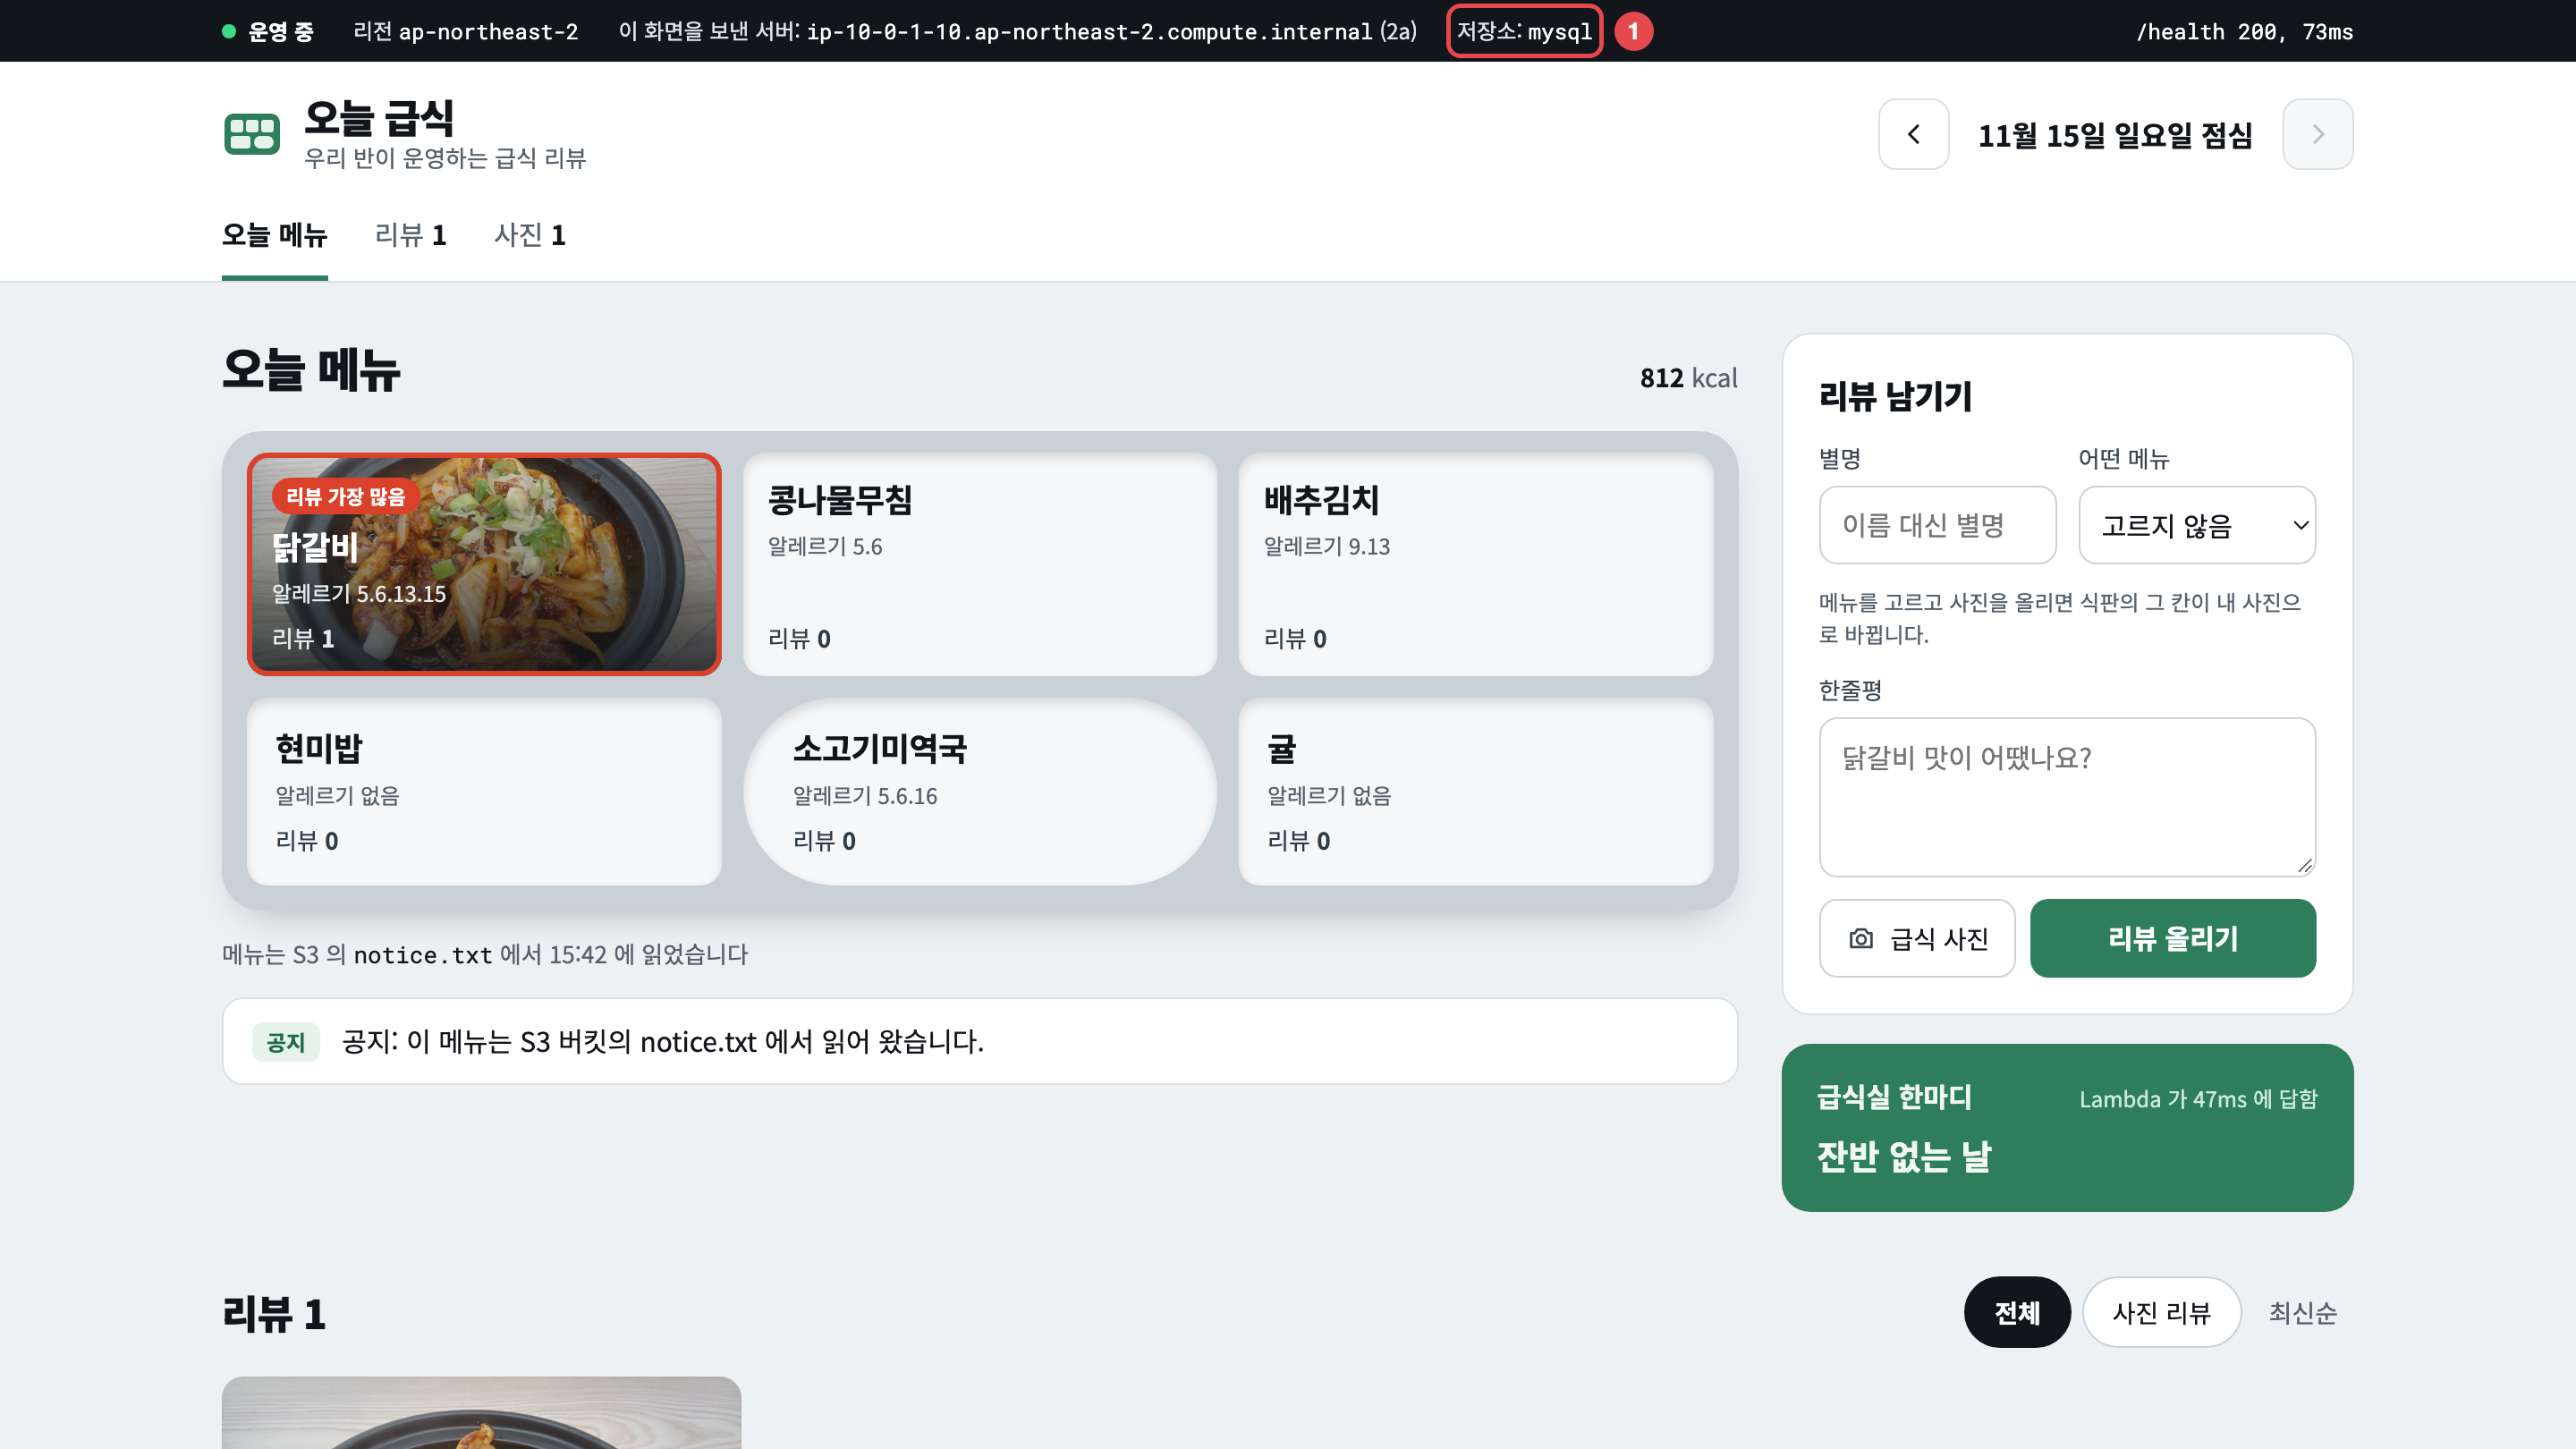 운영 중 리전 ap-northeast-2 이 화면을 보낸 서버: ip-10-0-1-10.ap-northeast-2.compute.internal (2a) 저장소: mysql 1 /health 200, 73ms
오늘 급식
우리 반이 운영하는 급식 리뷰
11월 15일 일요일 점심
오늘 메뉴 리뷰 1 사진 1
오늘 메뉴
812 kcal
리뷰 가장 많음
닭갈비
알레르기 5.6.13.15
리뷰 1
콩나물무침
알레르기 5.6
리뷰 0
배추김치
알레르기 9.13
리뷰 0
현미밥
알레르기 없음
리뷰 0
소고기미역국
알레르기 5.6.16
리뷰 0
귤
알레르기 없음
리뷰 0
메뉴는 S3 의 notice.txt 에서 15:42 에 읽었습니다
공지 공지: 이 메뉴는 S3 버킷의 notice.txt 에서 읽어 왔습니다.
리뷰 남기기
별명 어떤 메뉴
이름 대신 별명 고르지 않음
메뉴를 고르고 사진을 올리면 식판의 그 칸이 내 사진으
로 바뀝니다.
한줄평
닭갈비 맛이 어땠나요?
급식 사진 리뷰 올리기
급식실 한마디 Lambda 가 47ms 에 답함
잔반 없는 날
리뷰 1
전체 사진 리뷰 최신순